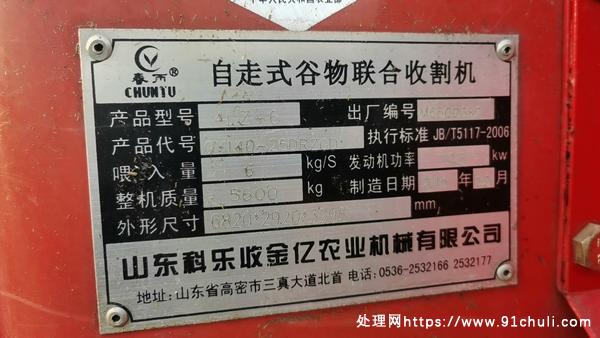 春雨®
CHUNYU
自走式谷物联合收割机
产品型号 出厂编号
产品代号 执行标准 JB/T5117-2006
喂入量 6 kg/S 发动机功率 kw
整机质量 5600 kg 制造日期 年 月
外形尺寸 6820*2920* mm
山东科乐收金亿农业机械有限公司
地址: 山东省高密市三真大道北首 电话: 0536-2532166 2532177
处理网https://www.91chuli.com/